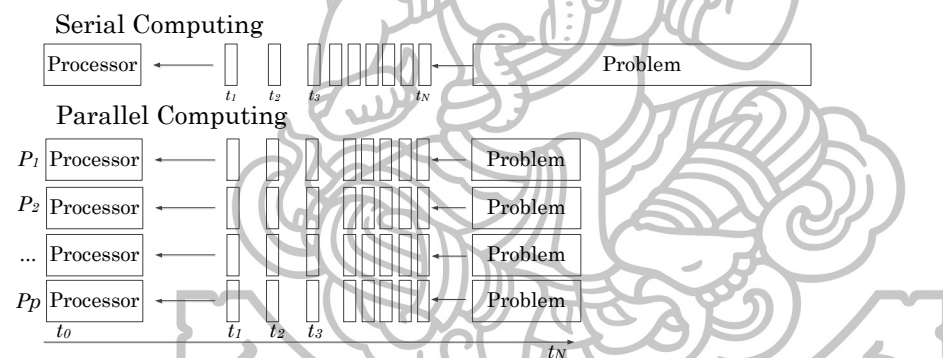 Serial Computing
Processor Problem
t1 t2 t3 tN
Parallel Computing
P1 Processor Problem
P2 Processor Problem
... Processor Problem
Pp Processor Problem
t0 t1 t2 t3
tN